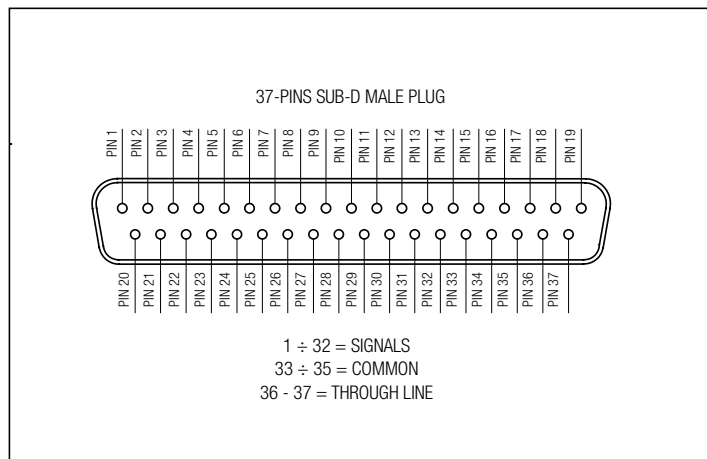 37-PINS SUB-D MALE PLUG
PIN 1
PIN 2
PIN 3
PIN 4
PIN 5
PIN 6
PIN 7
PIN 8
PIN 9
PIN 10
PIN 11
PIN 12
PIN 13
PIN 14
PIN 15
PIN 16
PIN 17
PIN 18
PIN 19
PIN 20
PIN 21
PIN 22
PIN 23
PIN 24
PIN 25
PIN 26
PIN 27
PIN 28
PIN 29
PIN 30
PIN 31
PIN 32
PIN 33
PIN 34
PIN 35
PIN 36
PIN 37
1 ÷ 32 = SIGNALS
33 ÷ 35 = COMMON
36 - 37 = THROUGH LINE